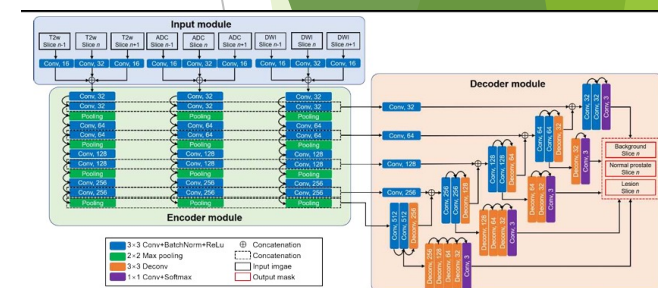 Input module
T2w Slice n-1
T2w Slice n
T2w Slice n+1
ADC Slice n-1
ADC Slice n
ADC Slice n+1
DWI Slice n-1
DWI Slice n
DWI Slice n+1
Conv, 16 Conv, 32 Conv, 16 Conv, 16 Conv, 32 Conv, 16 Conv, 16 Conv, 32 Conv, 16
Conv, 32 Conv, 32 Conv, 32
Conv, 32 Conv, 32 Conv, 32
Pooling Pooling Pooling
Conv, 64 Conv, 64 Conv, 64
Conv, 64 Conv, 64 Conv, 64
Pooling Pooling Pooling
Conv, 128 Conv, 128 Conv, 128
Conv, 128 Conv, 128 Conv, 128
Pooling Pooling Pooling
Conv, 256 Conv, 256 Conv, 256
Conv, 256 Conv, 256 Conv, 256
Pooling Pooling Pooling
Encoder module
Decoder module
Conv, 32
Conv, 64
Conv, 128
Conv, 256
Conv, 32 Conv, 32 Conv, 3
Conv, 64 Conv, 64 Deconv, 32
Deconv, 32 Conv, 3
Conv, 128 Conv, 128 Deconv, 64
Deconv, 64 Deconv, 32 Conv, 3
Conv, 256 Conv, 256 Deconv, 128
Deconv, 128 Deconv, 64 Deconv, 32 Conv, 3
Conv, 512 Conv, 512 Deconv, 256
Deconv, 256 Deconv, 128 Deconv, 64 Deconv, 32 Conv, 3
Background
Slice n
Normal prostate
Slice n
Lesion
Slice n
3×3 Conv+BatchNorm+ReLu
2×2 Max pooling
3×3 Deconv
1×1 Conv+Softmax
Concatenation
Concatenation
Input imgae
Output mask